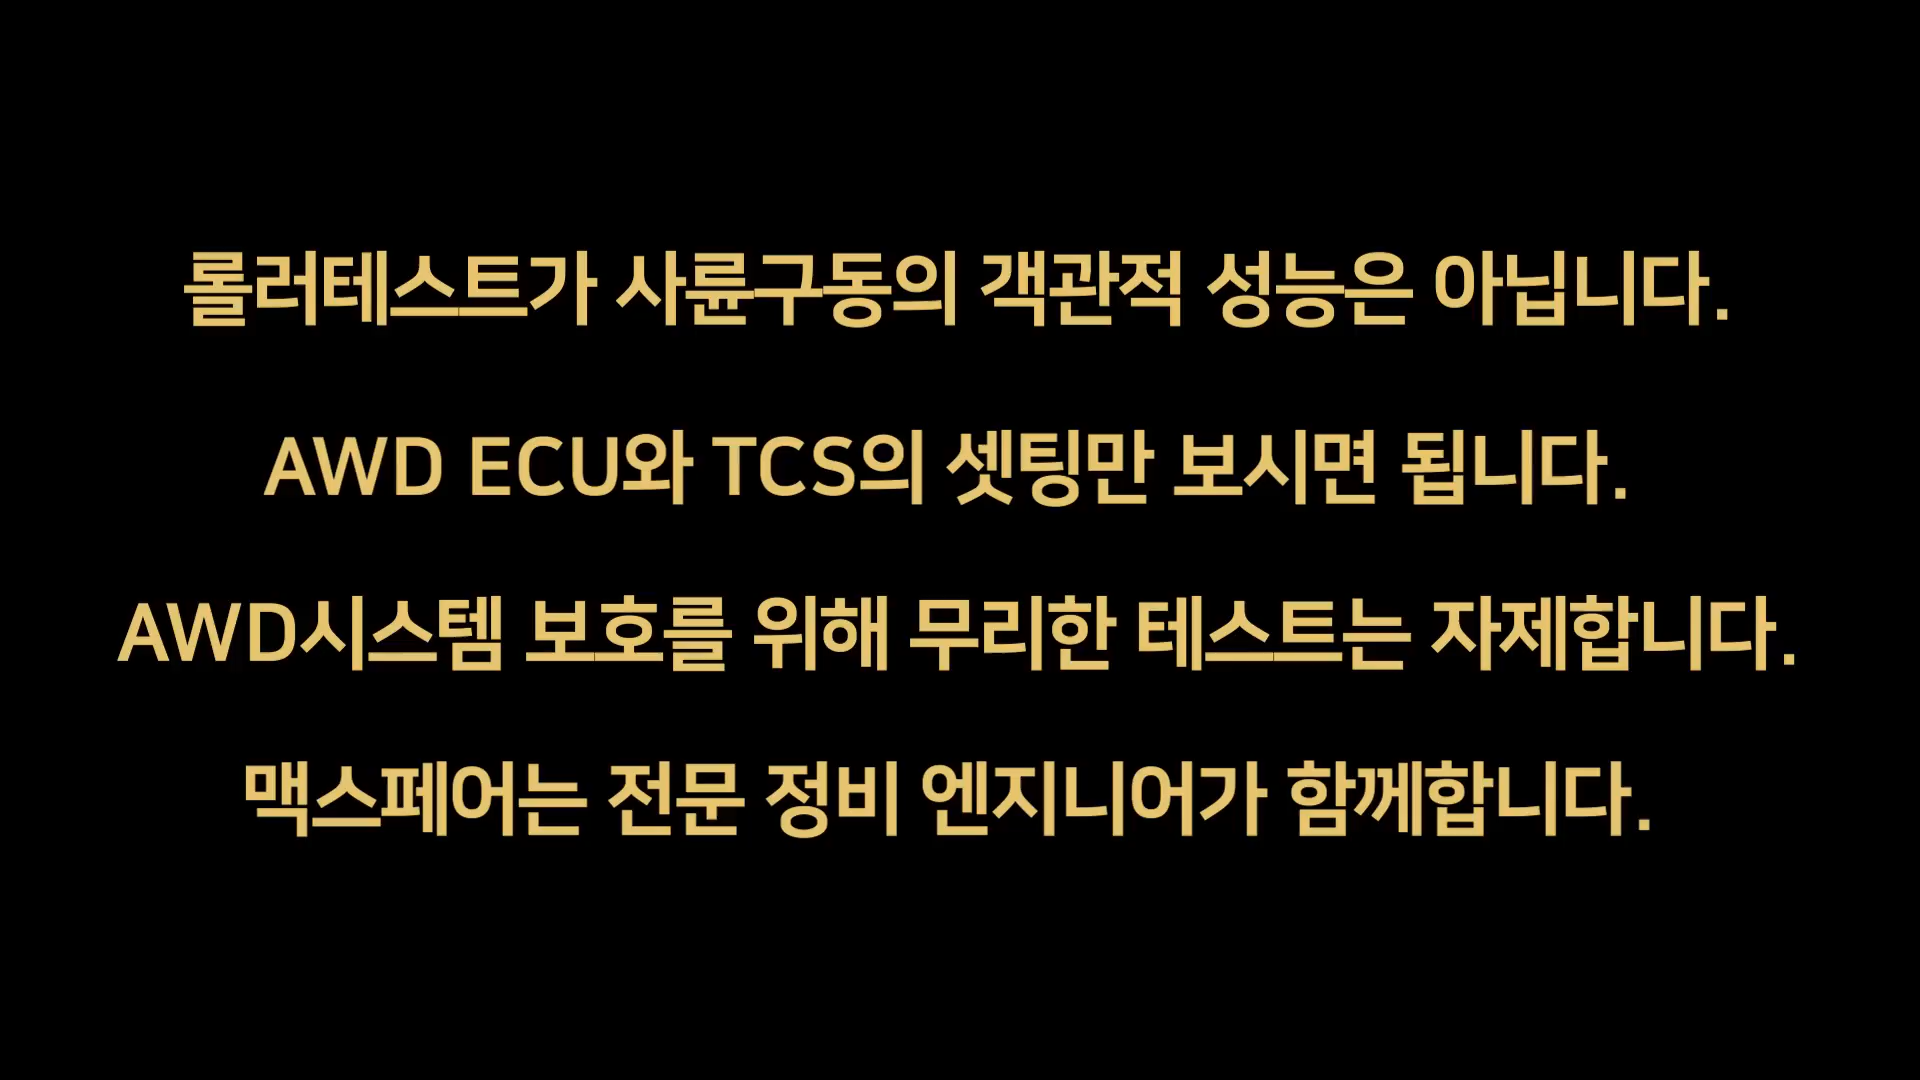 롤러테스트가 사륜구동의 객관적 성능은 아닙니다.
AWD ECU와 TCS의 셋팅만 보시면 됩니다.
AWD시스템 보호를 위해 무리한 테스트는 자제합니다.
맥스페어는 전문 정비 엔지니어가 함께합니다.